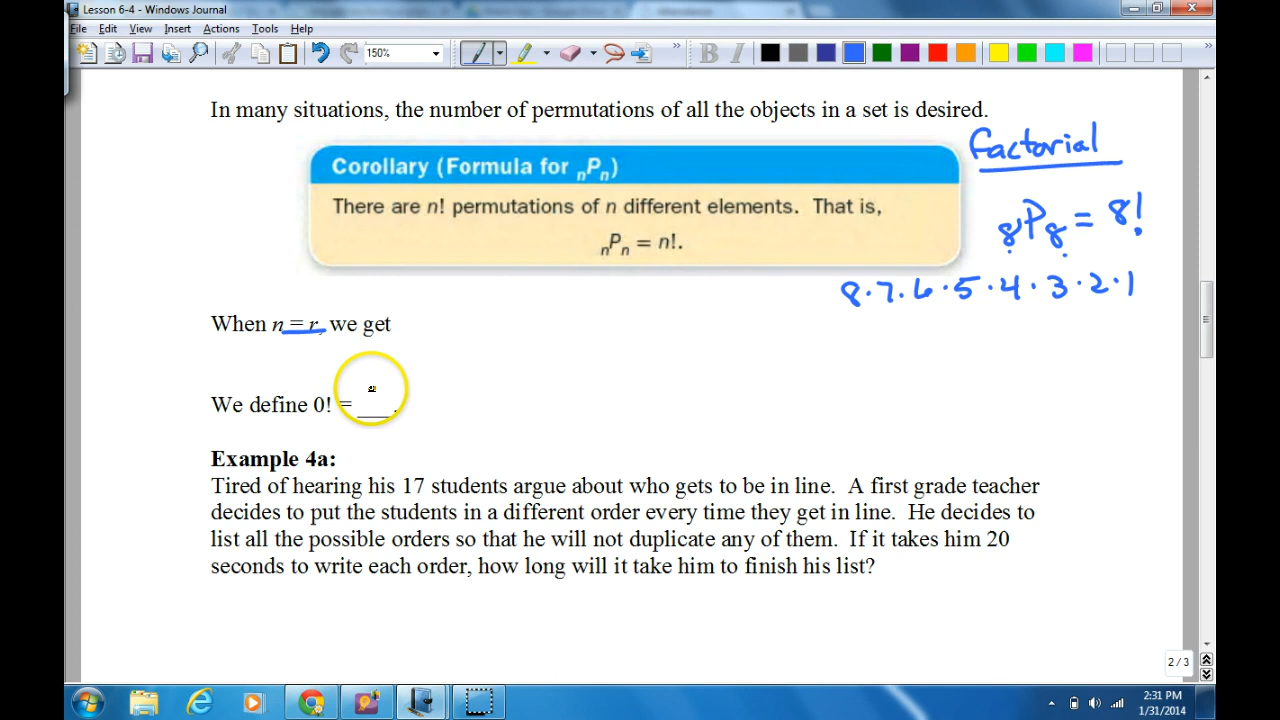 Lesson 6-4 - Windows Journal
File Edit View Insert Actions Tools Help
150%
B I
In many situations, the number of permutations of all the objects in a set is desired.
factorial
Corollary (Formula for ₙPₙ)
There are n! permutations of n different elements. That is,
ₙPₙ = n!.
₈P₈ = 8!
8·7·6·5·4·3·2·1
When n = r, we get
We define 0! = ___.
Example 4a:
Tired of hearing his 17 students argue about who gets to be in line. A first grade teacher
decides to put the students in a different order every time they get in line. He decides to
list all the possible orders so that he will not duplicate any of them. If it takes him 20
seconds to write each order, how long will it take him to finish his list?
2 / 3
2:31 PM
1/31/2014